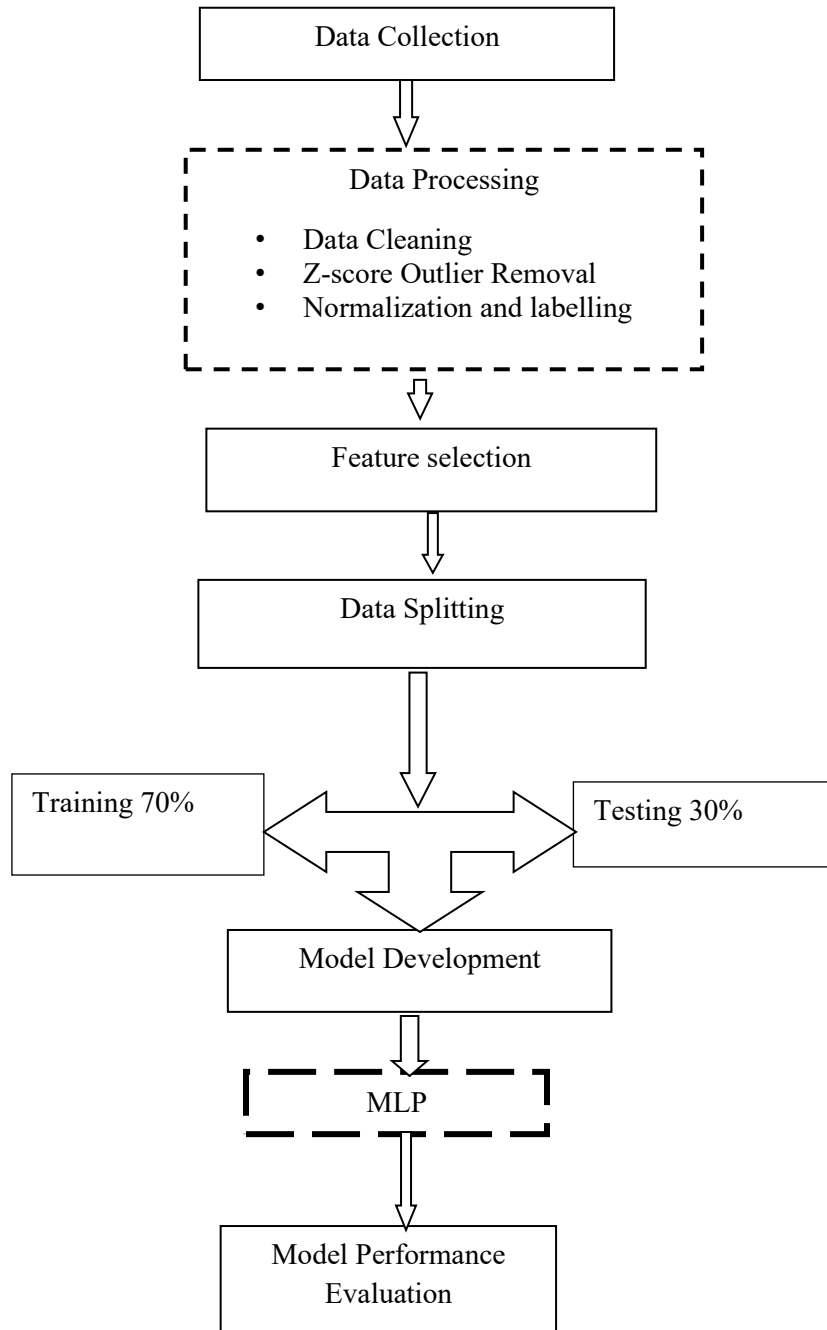 Data Collection
Data Processing
• Data Cleaning
• Z-score Outlier Removal
• Normalization and labelling
Feature selection
Data Splitting
Training 70%
Testing 30%
Model Development
MLP
Model Performance
Evaluation